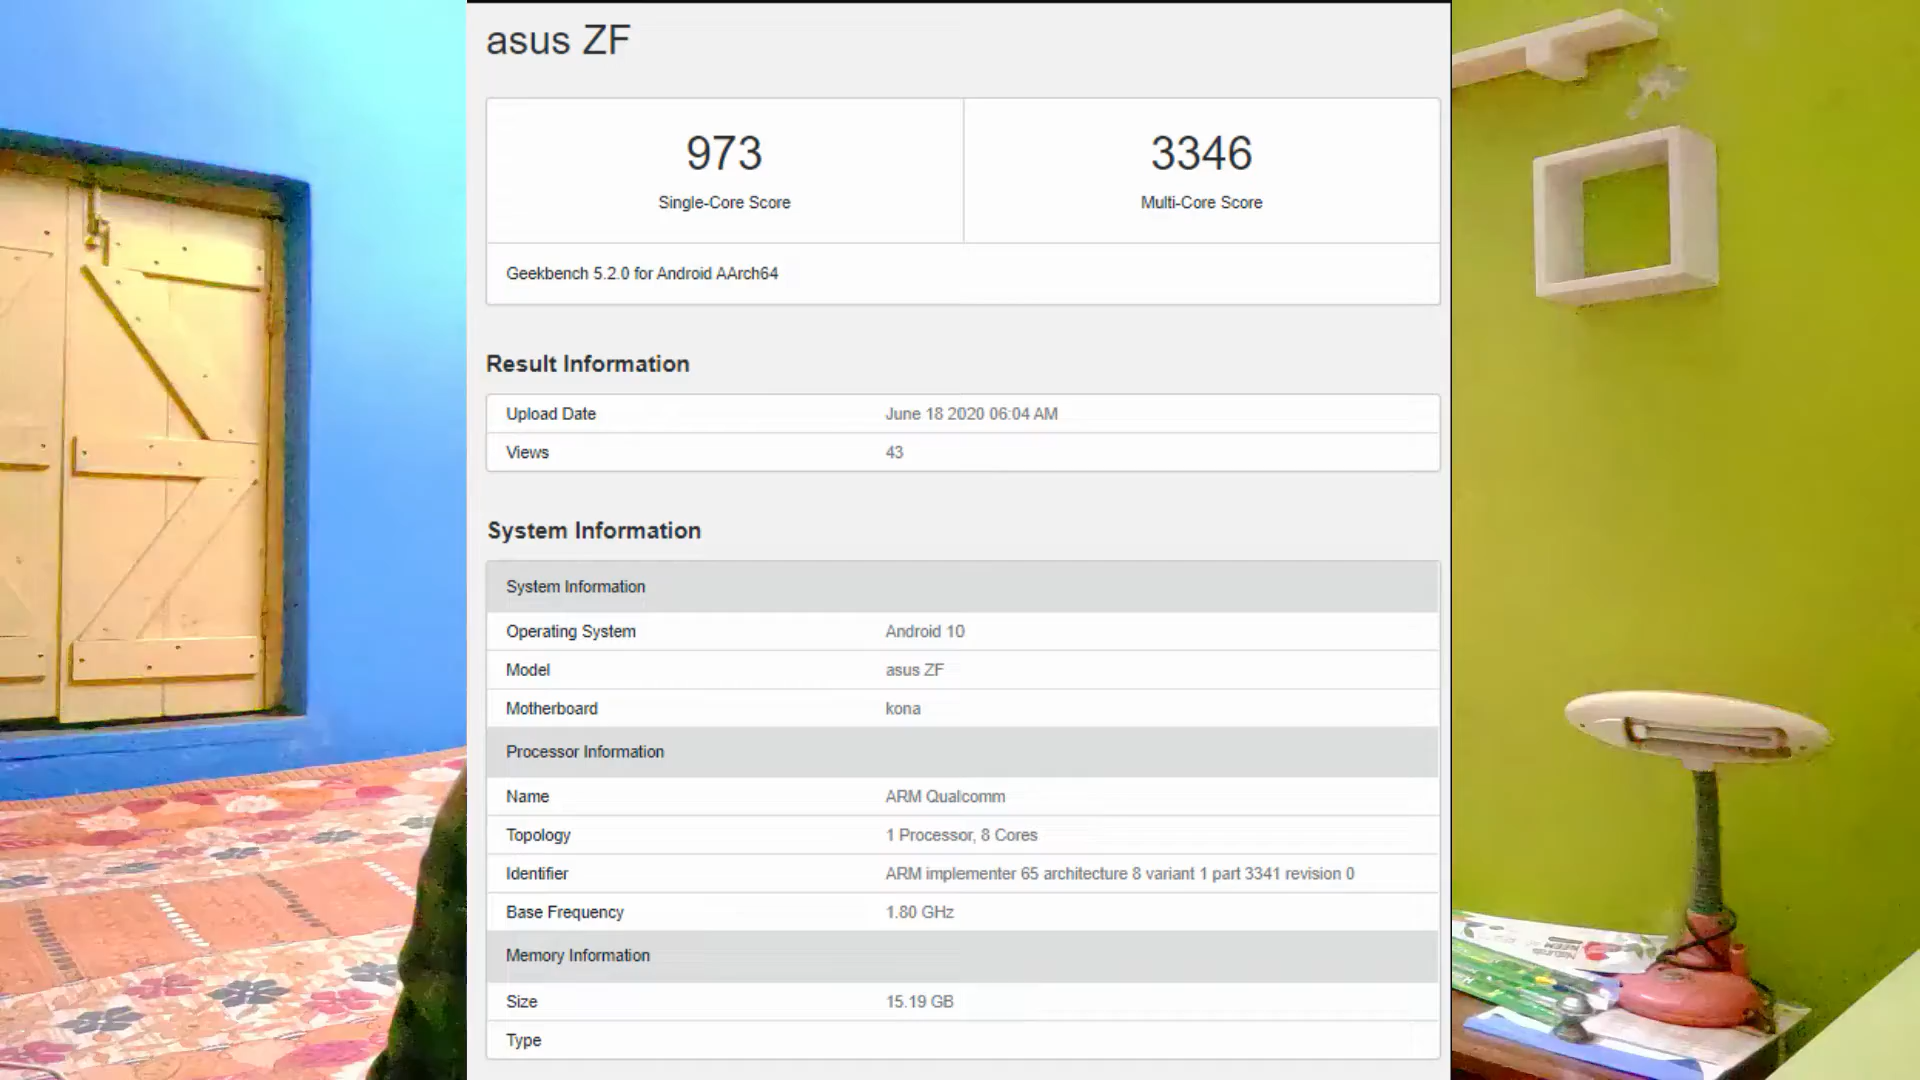 asus ZF
973
Single-Core Score
3346
Multi-Core Score
Geekbench 5.2.0 for Android AArch64
Result Information
Upload Date June 18 2020 06:04 AM
Views 43
System Information
System Information
Operating System Android 10
Model asus ZF
Motherboard kona
Processor Information
Name ARM Qualcomm
Topology 1 Processor, 8 Cores
Identifier ARM implementer 65 architecture 8 variant 1 part 3341 revision 0
Base Frequency 1.80 GHz
Memory Information
Size 15.19 GB
Type
NEEM